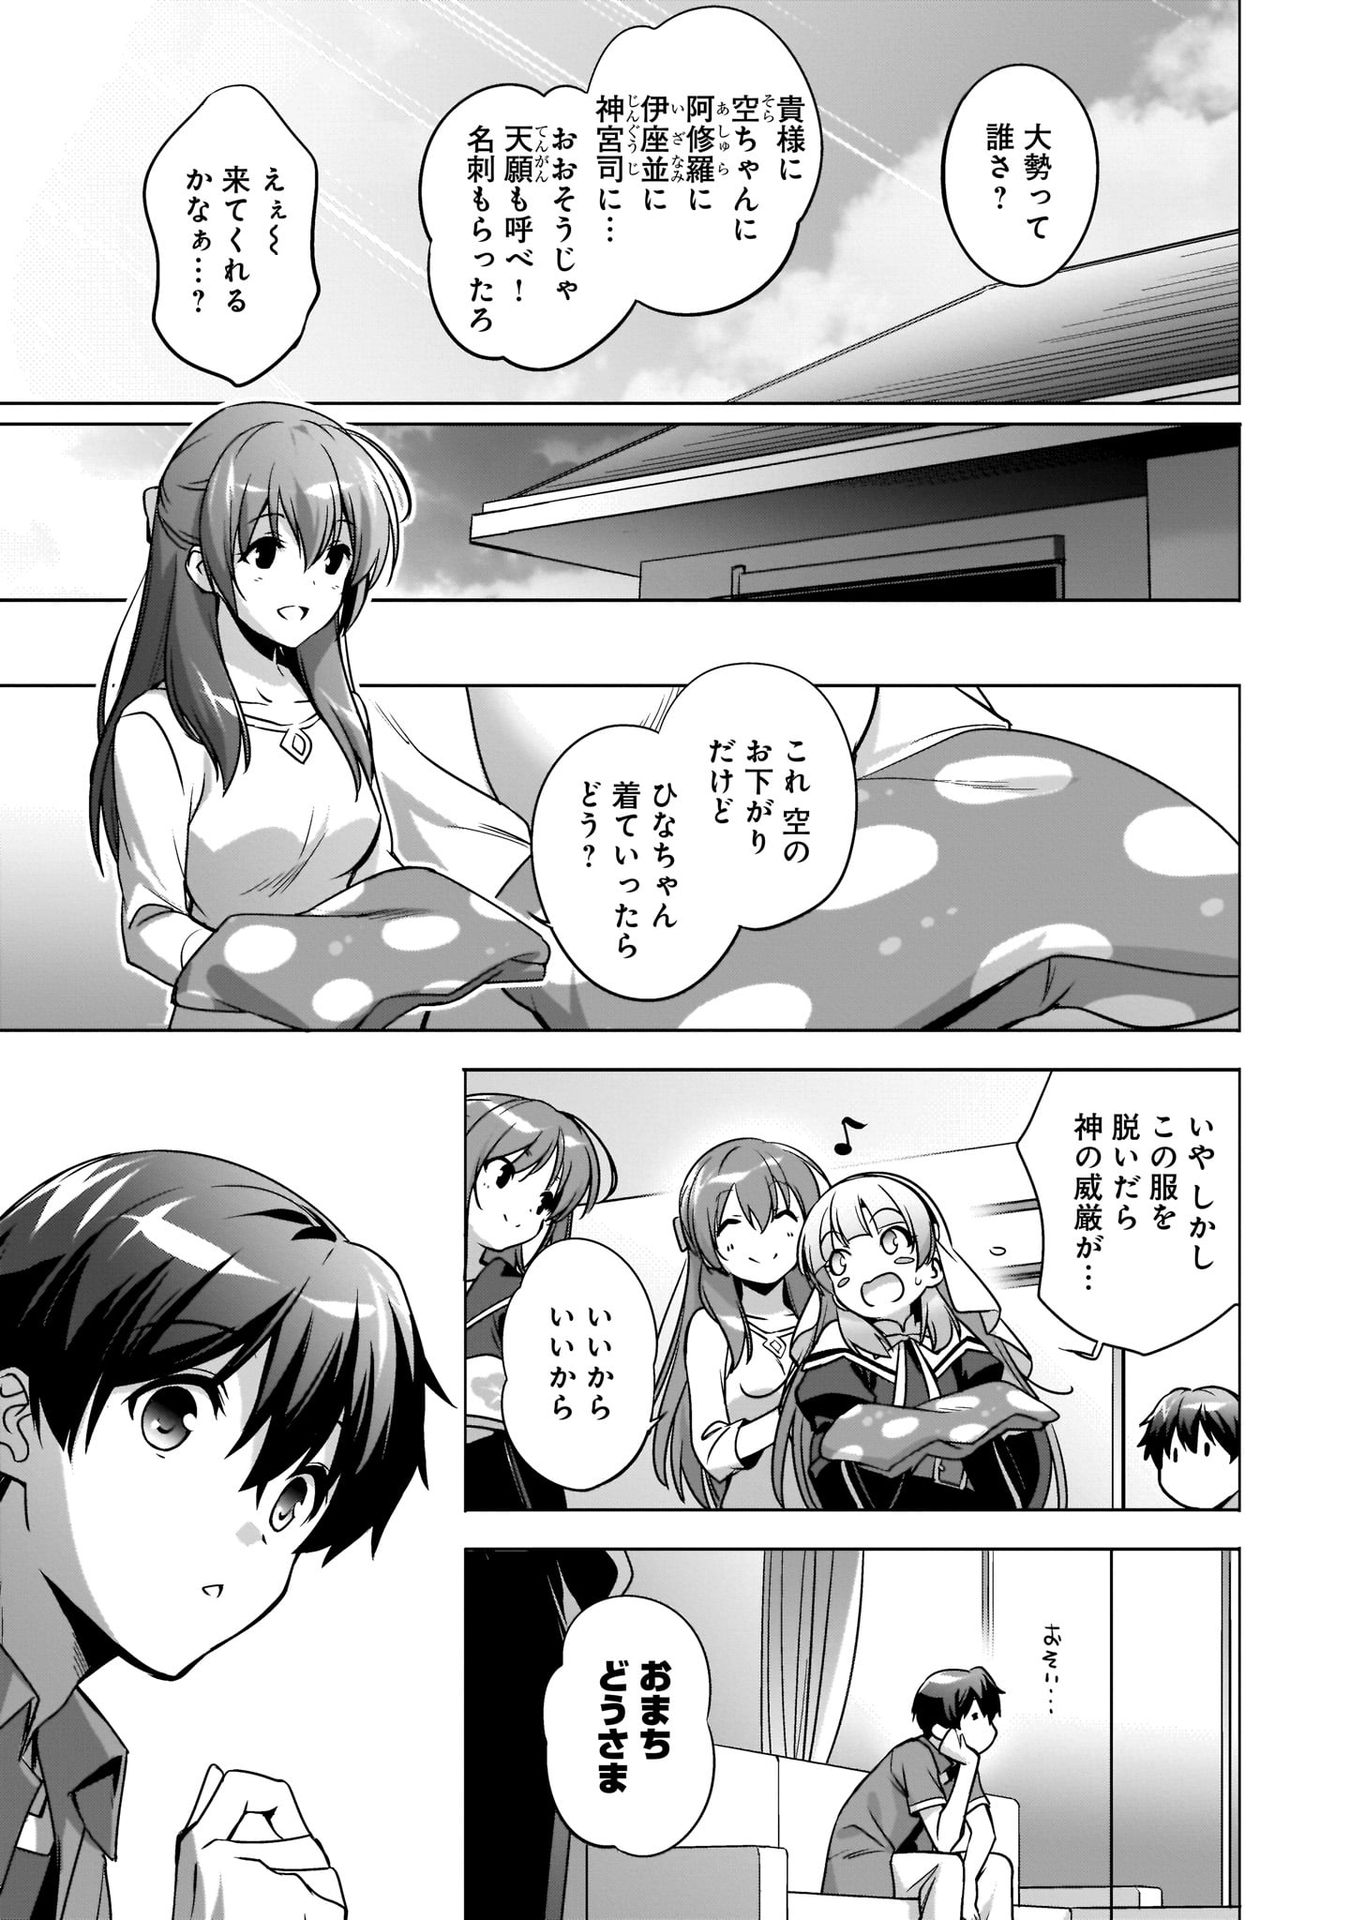 大勢って
誰さ？
貴様に
空ちゃんに
阿修羅に
伊座並に
神宮司に…
おおそうじゃ
天願も呼べ！
名刺もらったろ
えぇ〜
来てくれる
かなぁ…？
これ 空の
お下がり
だけど
ひなちゃん
着ていったら
どう？
いやしかし
この服を
脱いだら
神の威厳が…
いいから
いいから
おそい…
おまち
どうさま